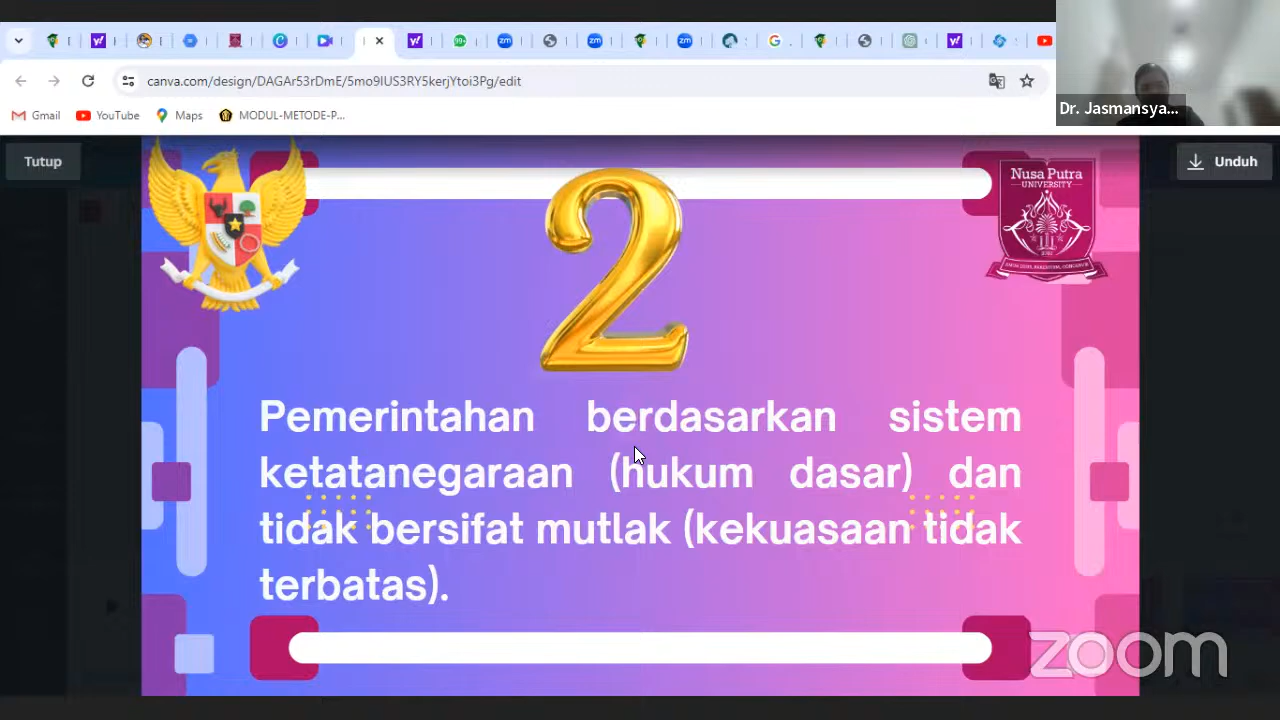 canva.com/design/DAGAr53rDmE/5mo9IUS3RY5kerjYtoi3Pg/edit
Gmail
YouTube
Maps
MODUL-METODE-P...
Dr. Jasmansya...
Tutup
Unduh
Nusa Putra
UNIVERSITY
Pemerintahan berdasarkan sistem
ketatanegaraan (hukum dasar) dan
tidak bersifat mutlak (kekuasaan tidak
terbatas).
2
zoom